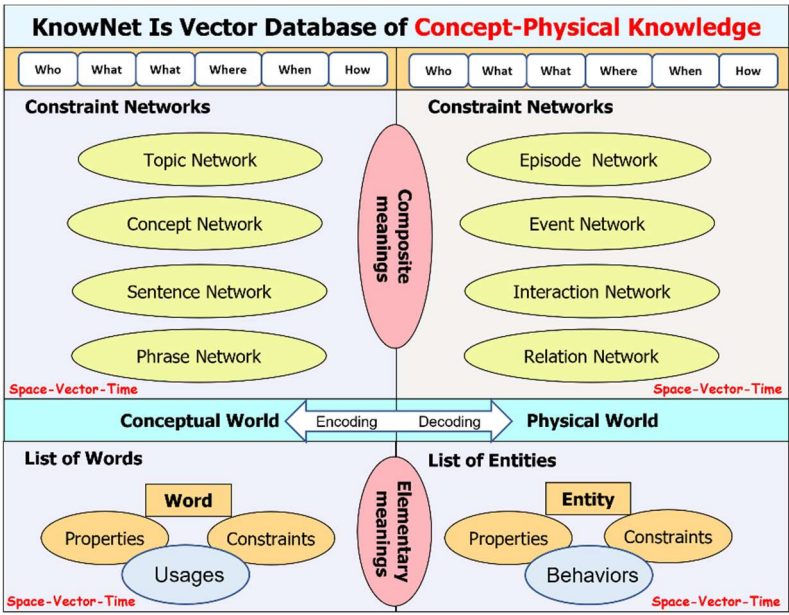 KnowNet Is Vector Database of Concept-Physical Knowledge
Who What What Where When How
Who What What Where When How
Constraint Networks
Constraint Networks
Topic Network
Episode Network
Concept Network
Event Network
Composite
meanings
Sentence Network
Interaction Network
Phrase Network
Relation Network
Space-Vector-Time
Space-Vector-Time
Conceptual World
Encoding
Decoding
Physical World
List of Words
List of Entities
Word
Properties
Constraints
Usages
Elementary
meanings
Entity
Properties
Constraints
Behaviors
Space-Vector-Time
Space-Vector-Time